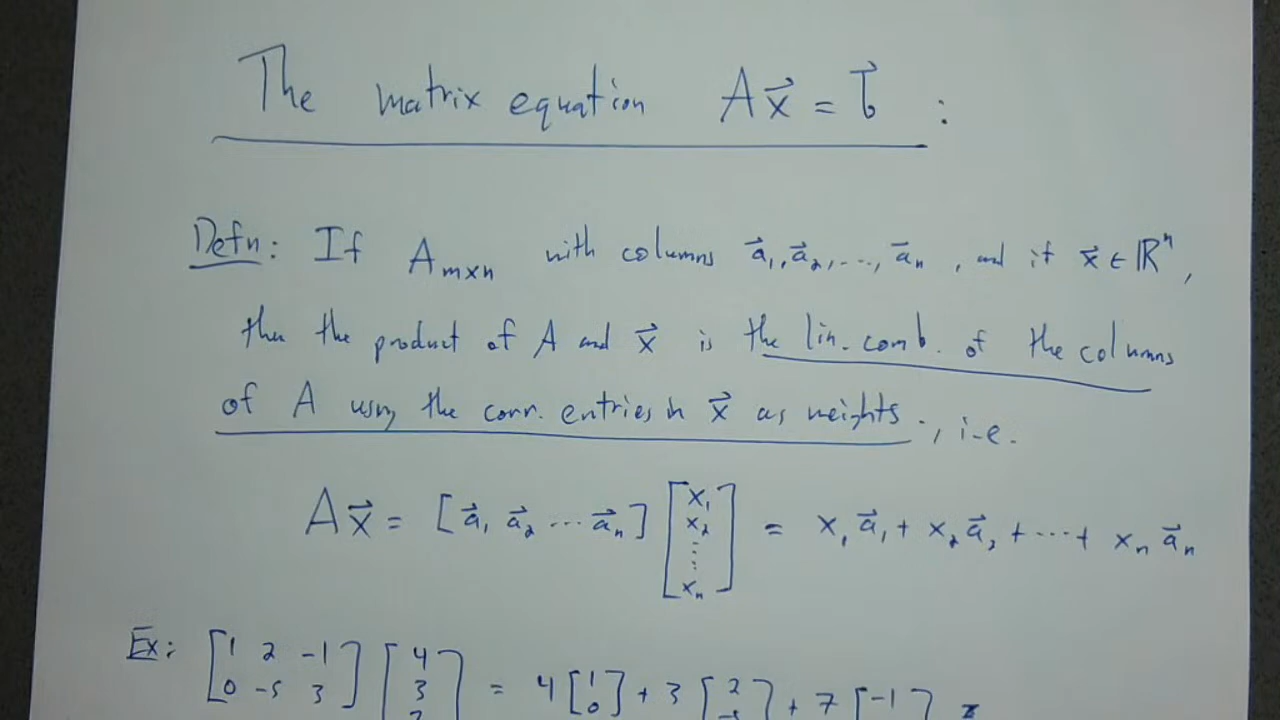 The matrix equation Ax⃗ = b⃗ :
Defn: If A_{m×n} with columns a⃗₁, a⃗₂, ..., a⃗ₙ, and if x⃗ ∈ ℝⁿ,
then the product of A and x⃗ is the lin. comb. of the columns
of A using the corr. entries in x⃗ as weights., i.e.
Ax⃗ = [a⃗₁ a⃗₂ ... a⃗ₙ] [x₁ x₂ ... xₙ] = x₁a⃗₁ + x₂a⃗₂ + ... + xₙa⃗ₙ
Ex: [1 2 -1; 0 -5 3] [4; 3; = 4 [1; 0] + 3 [2; + 7 [-1